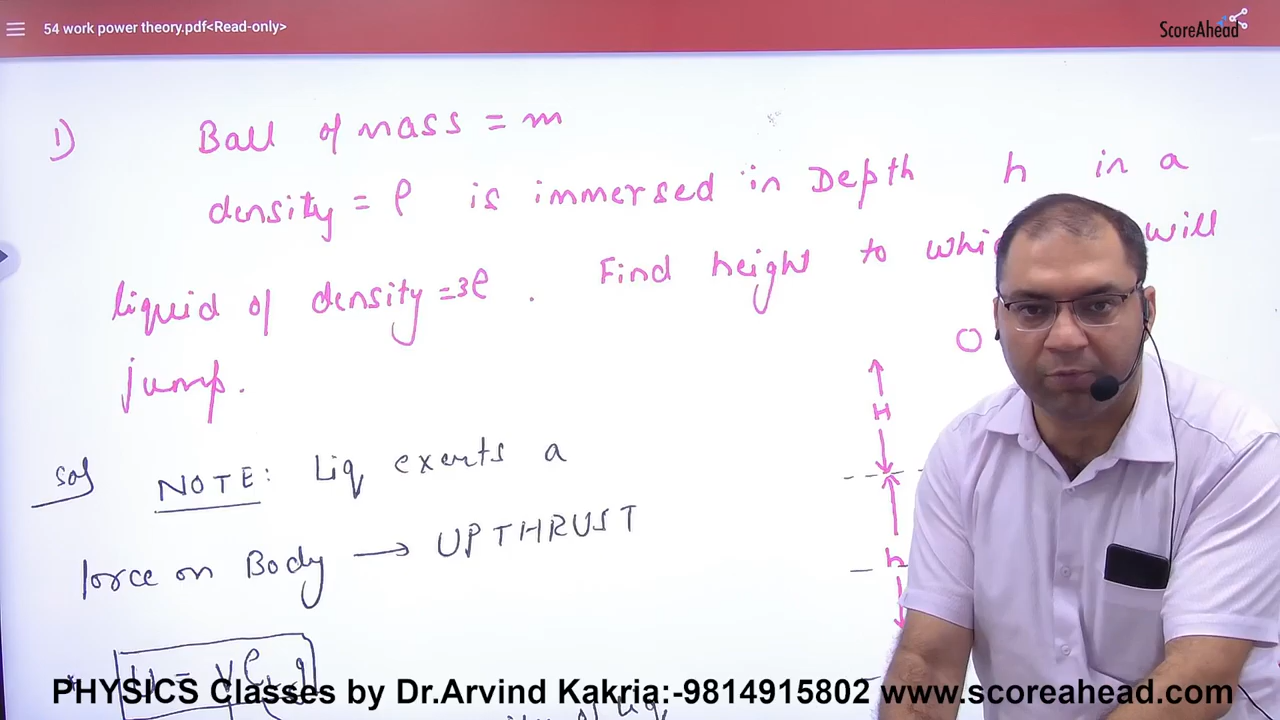 54 work power theory.pdf<Read-only>
ScoreAhead
1) Ball of mass = m
density = ρ is immersed in Depth h in a
liquid of density = 3ρ . Find height to will
jump.
H
Sol NOTE: Liq exerts a
force on Body → UPTHRUST
h
PHYSICS Classes by Dr.Arvind Kakria:-9814915802 www.scoreahead.com